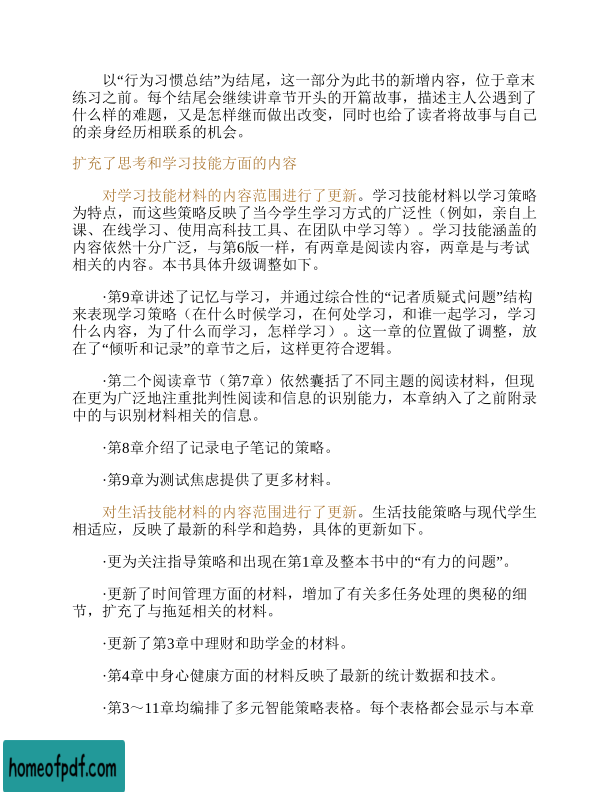 以“行为习惯总结”为结尾，这一部分为此书的新增内容，位于章末
练习之前。每个结尾会继续讲章节开头的开篇故事，描述主人公遇到了
什么样的难题，又是怎样继而做出改变，同时也给了读者将故事与自己
的亲身经历相联系的机会。
扩充了思考和学习技能方面的内容
对学习技能材料的内容范围进行了更新。学习技能材料以学习策略
为特点，而这些策略反映了当今学生学习方式的广泛性（例如，亲自上
课、在线学习、使用高科技工具、在团队中学习等）。学习技能涵盖的
内容依然十分广泛，与第6版一样，有两章是阅读内容，两章是与考试
相关的内容。本书具体升级调整如下。
·第9章讲述了记忆与学习，并通过综合性的“记者质疑式问题”结构
来表现学习策略（在什么时候学习，在何处学习，和谁一起学习，学习
什么内容，为了什么而学习，怎样学习）。这一章的位置做了调整，放
在了“倾听和记录”的章节之后，这样更符合逻辑。
·第二个阅读章节（第7章）依然囊括了不同主题的阅读材料，但现
在更为广泛地注重批判性阅读和信息的识别能力，本章纳入了之前附录
中的与识别材料相关的信息。
·第8章介绍了记录电子笔记的策略。
·第9章为测试焦虑提供了更多材料。
对生活技能材料的内容范围进行了更新。生活技能策略与现代学生
相适应，反映了最新的科学和趋势，具体的更新如下。
·更为关注指导策略和出现在第1章及整本书中的“有力的问题”。
·更新了时间管理方面的材料，增加了有关多任务处理的奥秘的细
节，扩充了与拖延相关的材料。
·更新了第3章中理财和助学金的材料。
·第4章中身心健康方面的材料反映了最新的统计数据和技术。
·第3～11章均编排了多元智能策略表格。每个表格都会显示与本章
homeofpdf.com